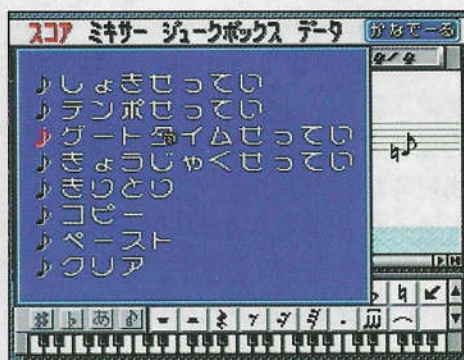 スコア ミキサー ジュークボックス データ かなでーる
4/4
しょきせってい
テンポせってい
ゲートタイムせってい
きょうじゃくせってい
きりとり
コピー
ペースト
クリア
あ